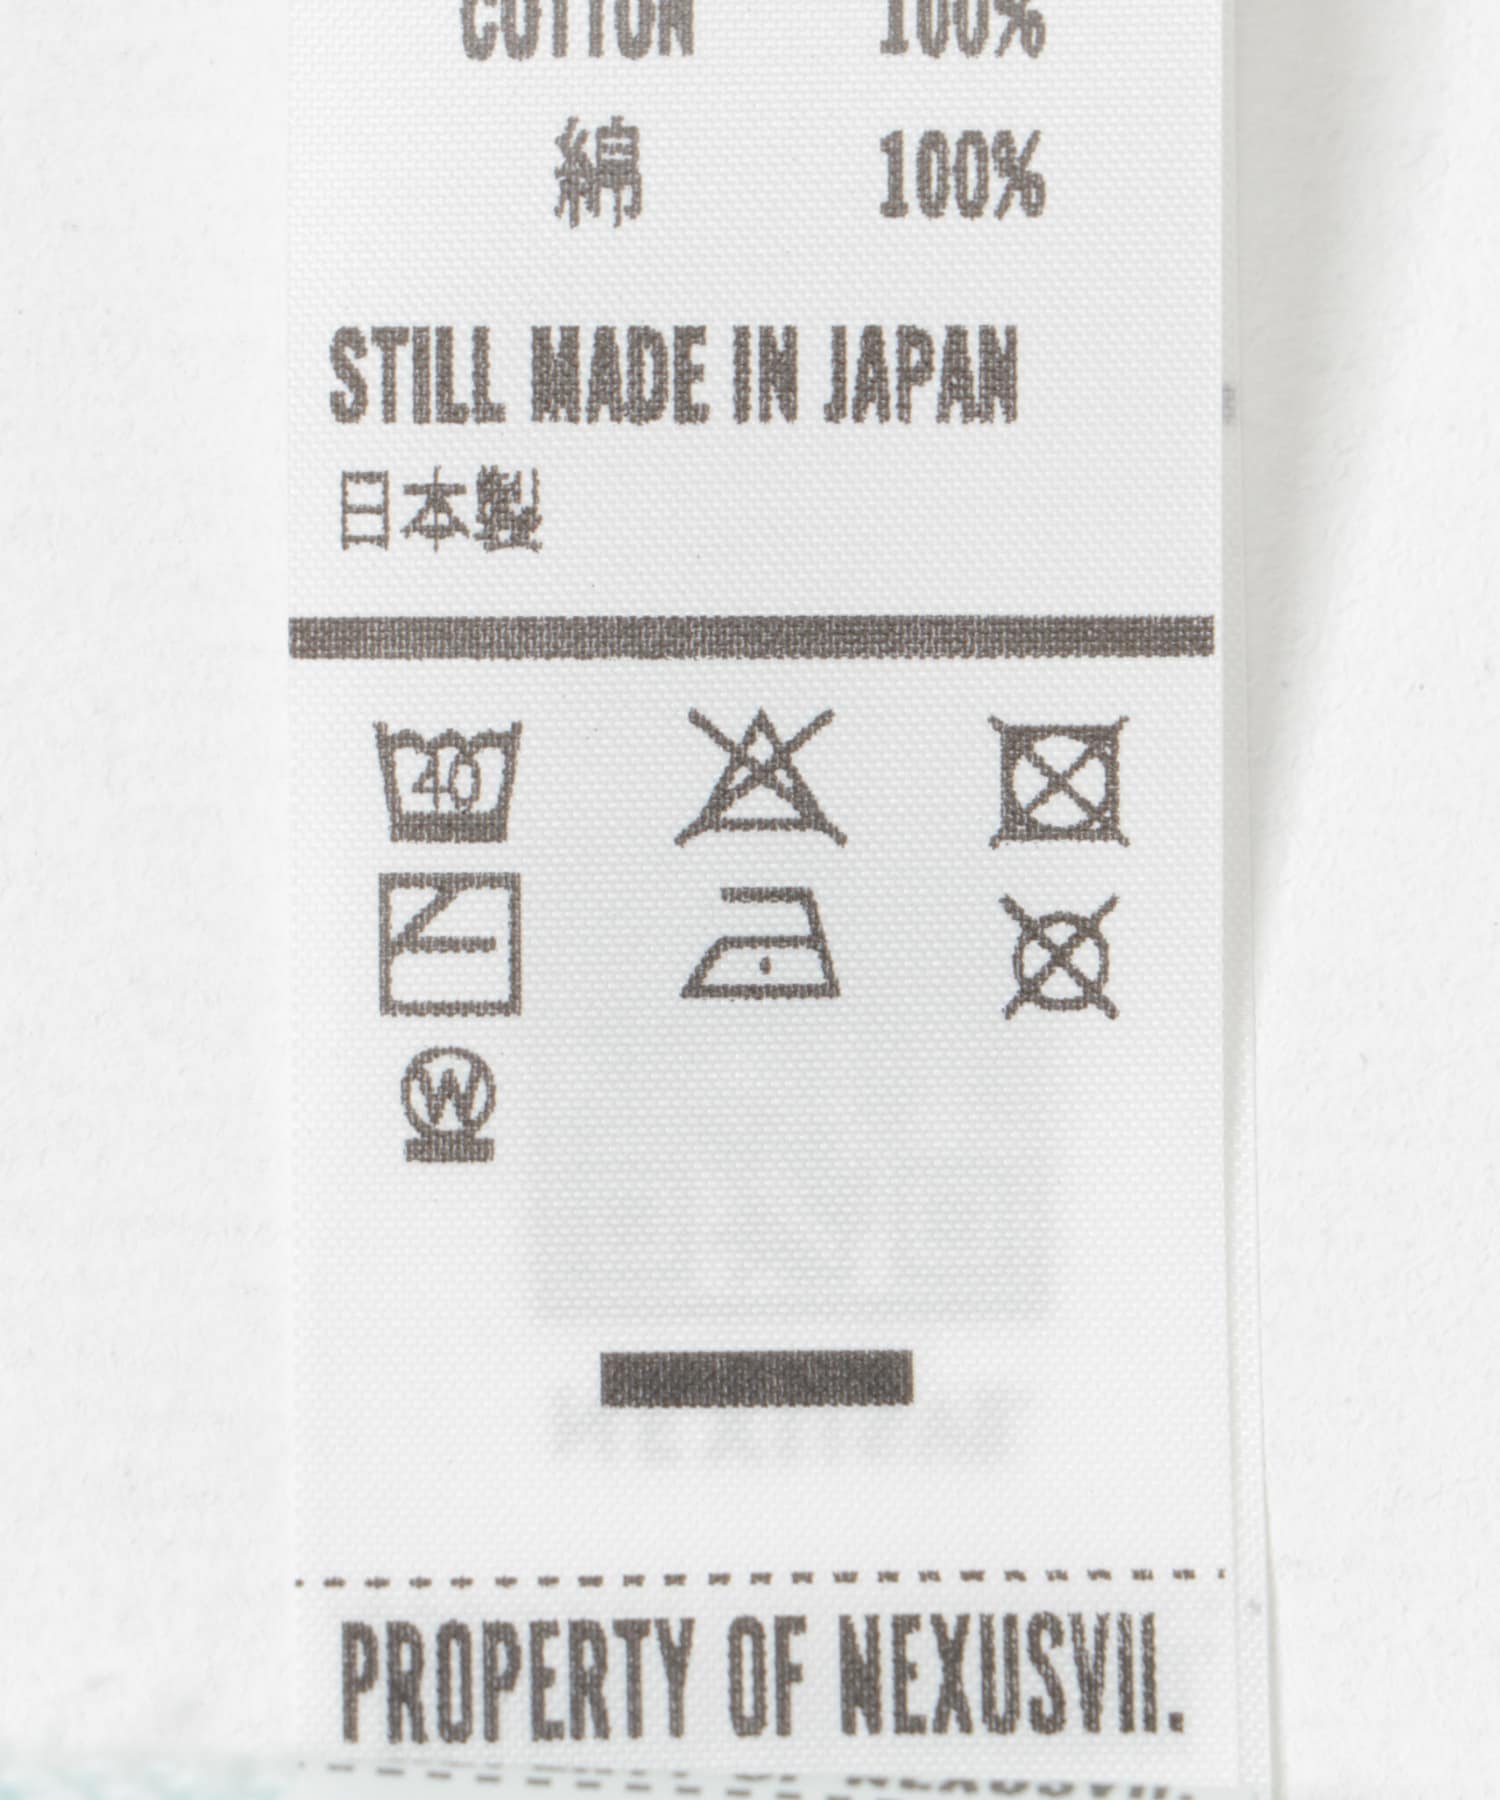 COTTON 100%
綿 100%
STILL MADE IN JAPAN
日本製
40
W
PROPERTY OF NEXUSVII.